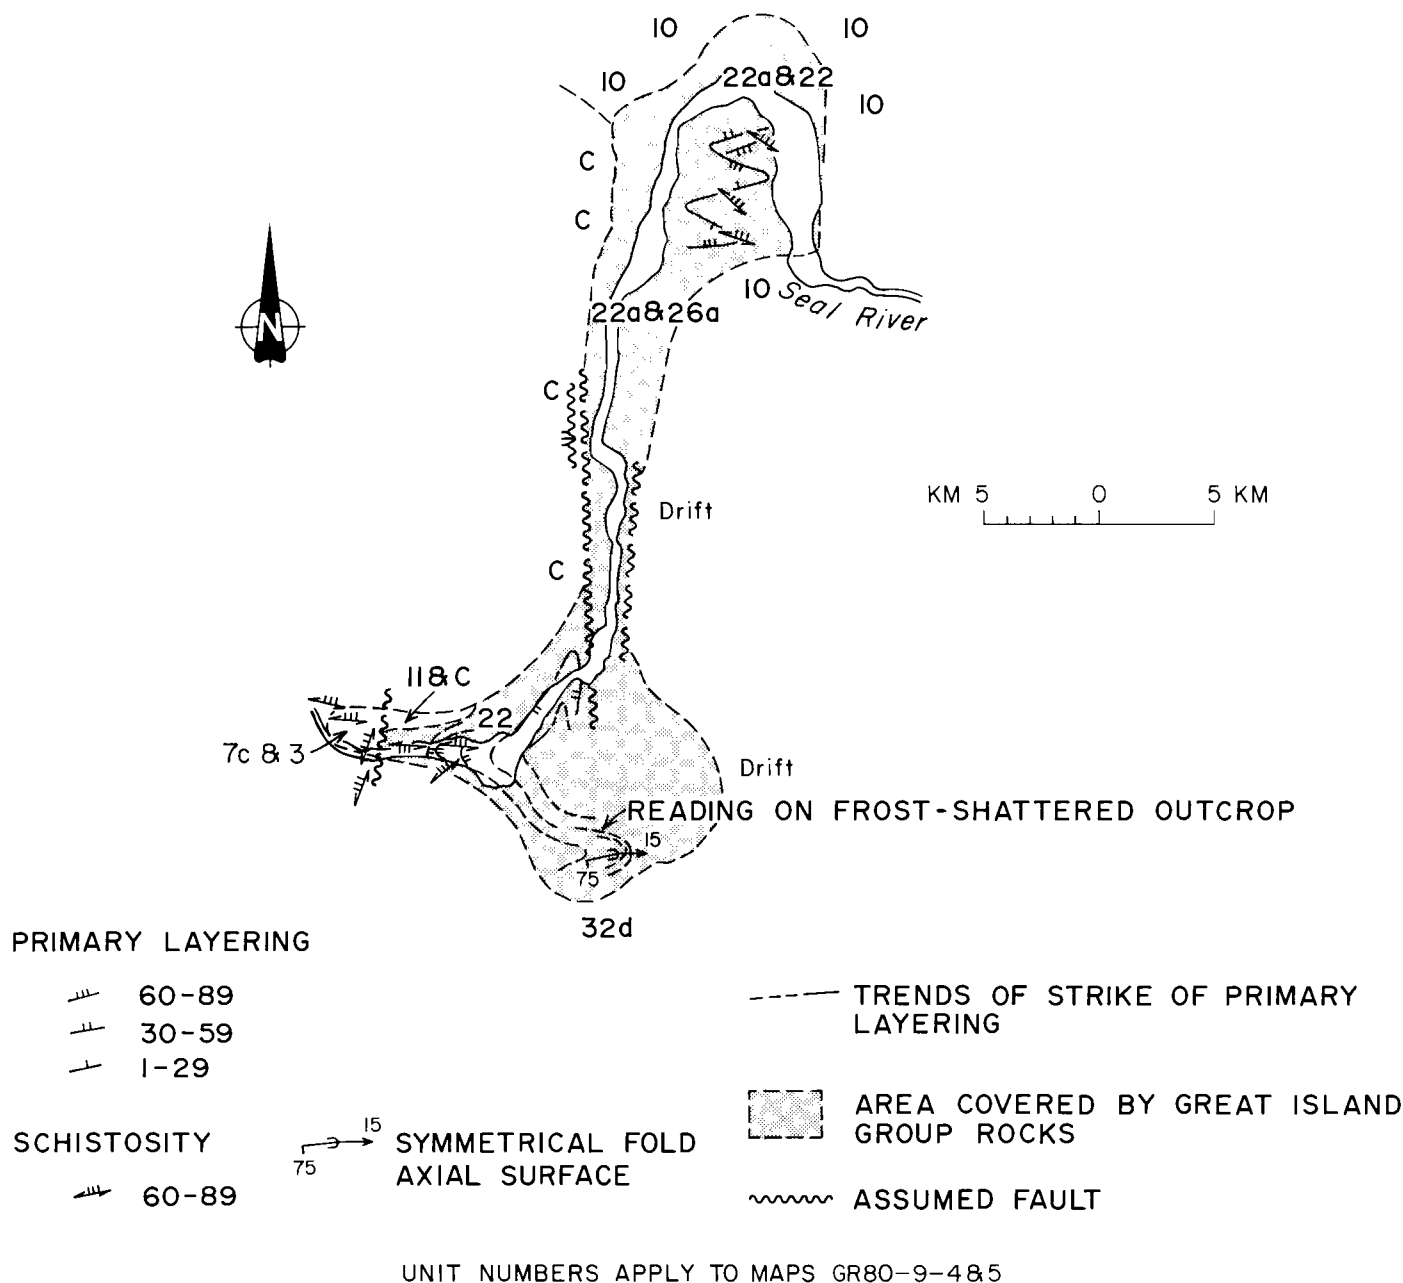 10
10
10
22a&22
10
C
C
N
10
Seal River
22a&26a
C
KM 5 0 5 KM
Drift
C
11&C
22
7c & 3
Drift
READING ON FROST-SHATTERED OUTCROP
15
75
32d
PRIMARY LAYERING
60-89
30-59
1-29
SCHISTOSITY
60-89
15
75
SYMMETRICAL FOLD
AXIAL SURFACE
TRENDS OF STRIKE OF PRIMARY
LAYERING
AREA COVERED BY GREAT ISLAND
GROUP ROCKS
ASSUMED FAULT
UNIT NUMBERS APPLY TO MAPS GR80-9-4&5